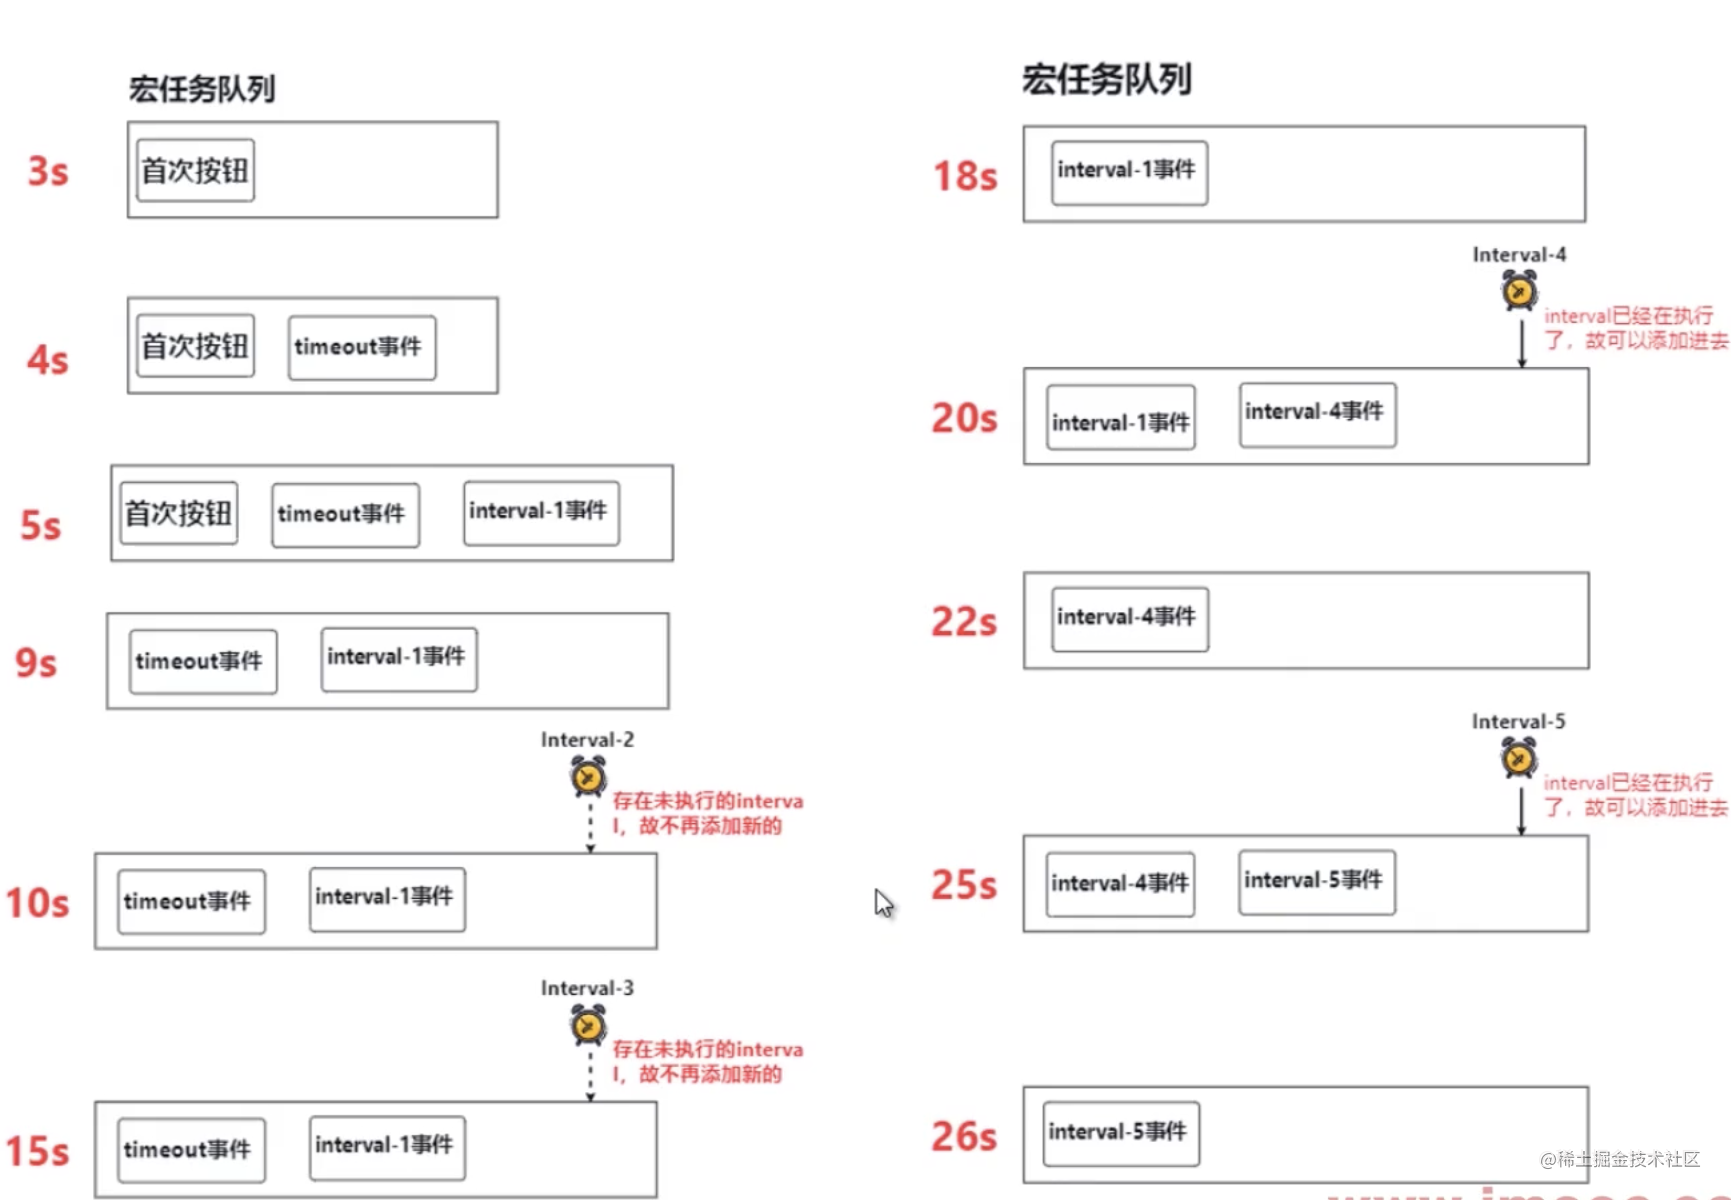 宏任务队列
3s
首次按钮
4s
首次按钮
timeout事件
5s
首次按钮
timeout事件
interval-1事件
9s
timeout事件
interval-1事件
Interval-2
存在未执行的interva
l，故不再添加新的
10s
timeout事件
interval-1事件
Interval-3
存在未执行的interva
l，故不再添加新的
15s
timeout事件
interval-1事件
宏任务队列
18s
interval-1事件
Interval-4
interval已经在执行
了，故可以添加进去
20s
interval-1事件
interval-4事件
22s
interval-4事件
Interval-5
interval已经在执行
了，故可以添加进去
25s
interval-4事件
interval-5事件
26s
interval-5事件
@稀土掘金技术社区